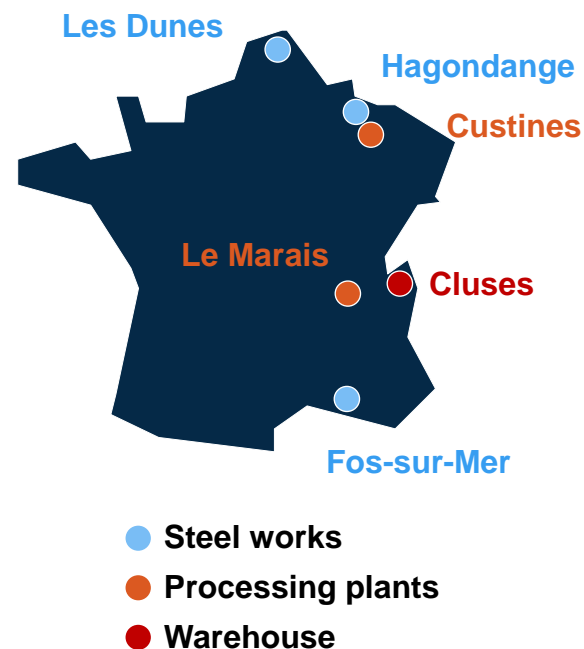 Les Dunes
Hagondange
Custines
Le Marais
Cluses
Fos-sur-Mer
Steel works
Processing plants
Warehouse